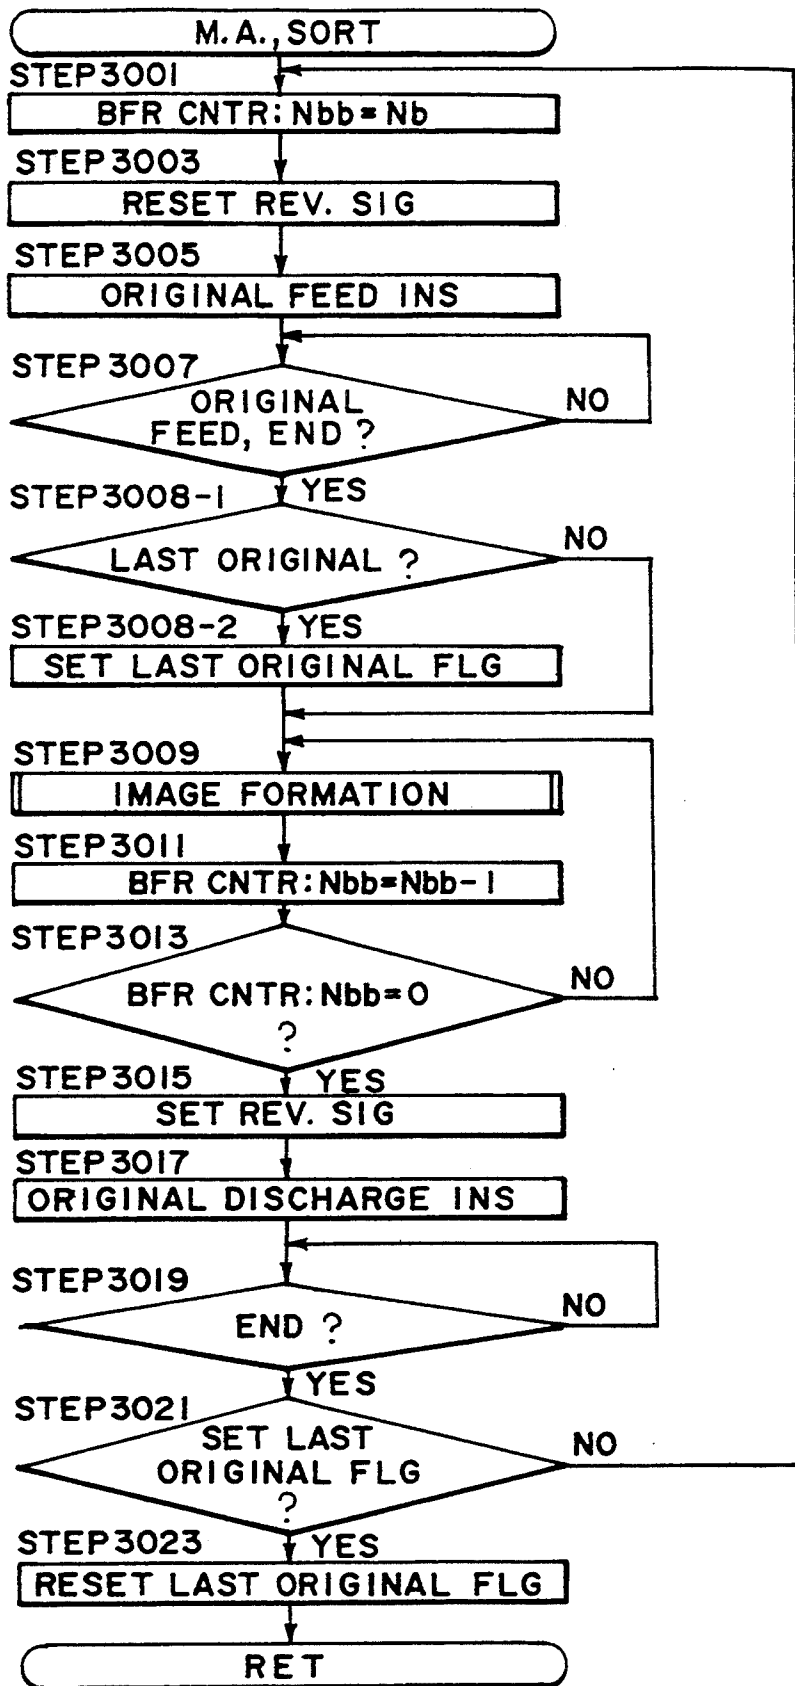 M.A.,SORT
STEP3001
BFR CNTR:Nbb=Nb
STEP3003
RESET REV. SIG
STEP3005
ORIGINAL FEED INS
STEP3007
ORIGINAL
FEED, END ?
NO
YES
STEP3008-1
LAST ORIGINAL ?
NO
STEP3008-2
YES
SET LAST ORIGINAL FLG
STEP3009
IMAGE FORMATION
STEP3011
BFR CNTR:Nbb=Nbb-1
STEP3013
BFR CNTR:Nbb=0
?
NO
STEP3015
YES
SET REV. SIG
STEP3017
ORIGINAL DISCHARGE INS
STEP3019
END ?
NO
YES
STEP3021
SET LAST
ORIGINAL FLG
?
NO
STEP3023
YES
RESET LAST ORIGINAL FLG
RET